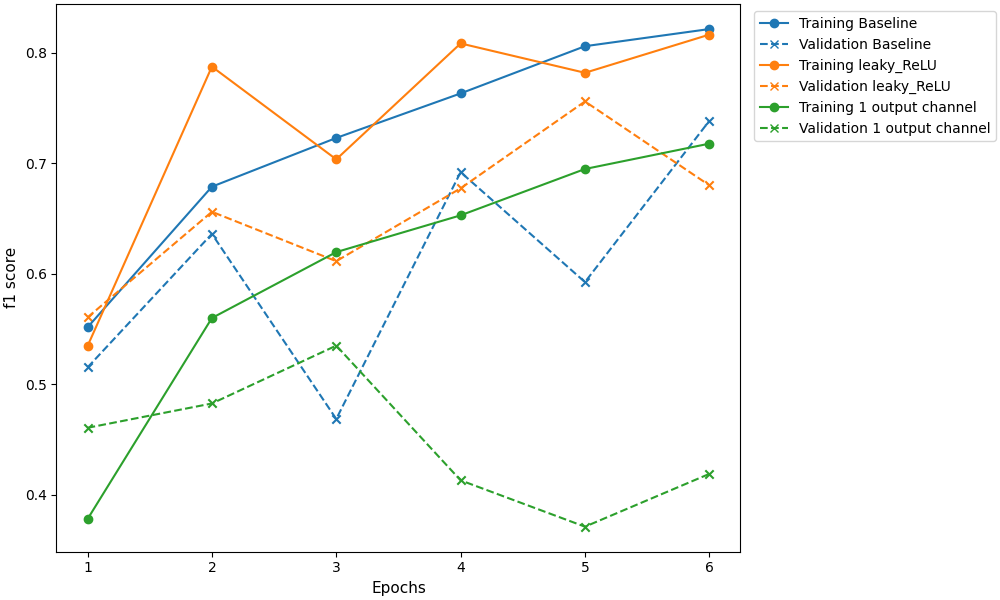 Training Baseline
Validation Baseline
Training leaky_ReLU
Validation leaky_ReLU
Training 1 output channel
Validation 1 output channel
f1 score
0.8
0.7
0.6
0.5
0.4
1 2 3 4 5 6
Epochs